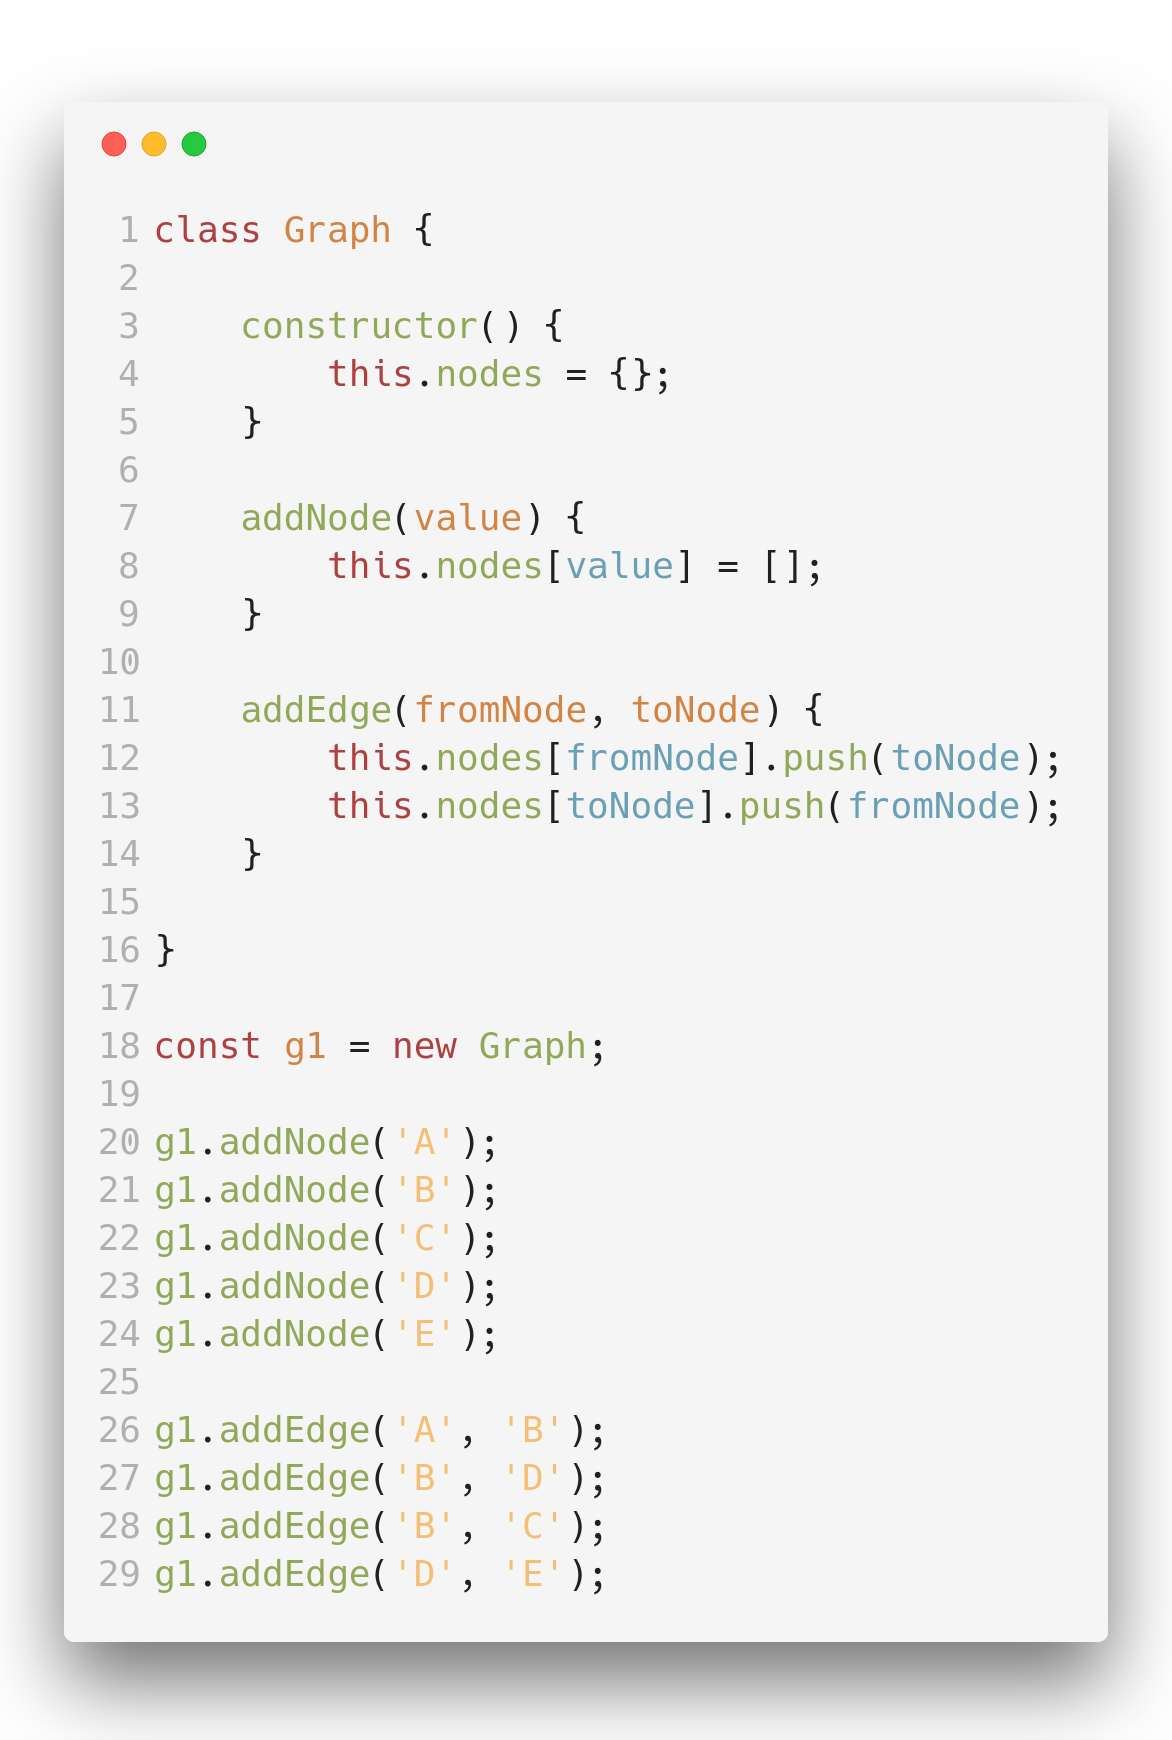 1 class Graph {
2
3     constructor() {
4         this.nodes = {};
5     }
6
7     addNode(value) {
8         this.nodes[value] = [];
9     }
10
11     addEdge(fromNode, toNode) {
12         this.nodes[fromNode].push(toNode);
13         this.nodes[toNode].push(fromNode);
14     }
15
16 }
17
18 const g1 = new Graph;
19
20 g1.addNode('A');
21 g1.addNode('B');
22 g1.addNode('C');
23 g1.addNode('D');
24 g1.addNode('E');
25
26 g1.addEdge('A', 'B');
27 g1.addEdge('B', 'D');
28 g1.addEdge('B', 'C');
29 g1.addEdge('D', 'E');